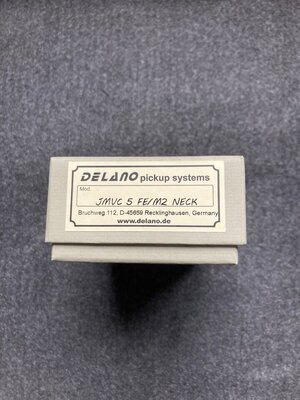 DELANO pickup systems
Mod.
JMVC 5 FE/M2 NECK
Bruchweg 112, D-45659 Recklinghausen, Germany
www.delano.de